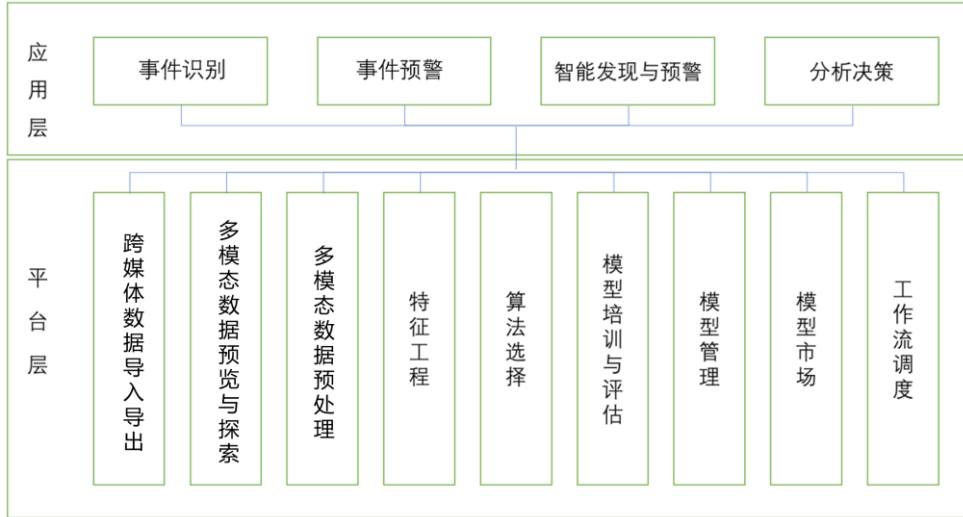 应用层
事件识别
事件预警
智能发现与预警
分析决策
平台层
跨媒体数据导入导出
多模态数据预览与探索
多模态数据预处理
特征工程
算法选择
模型培训与评估
模型管理
模型市场
工作流调度